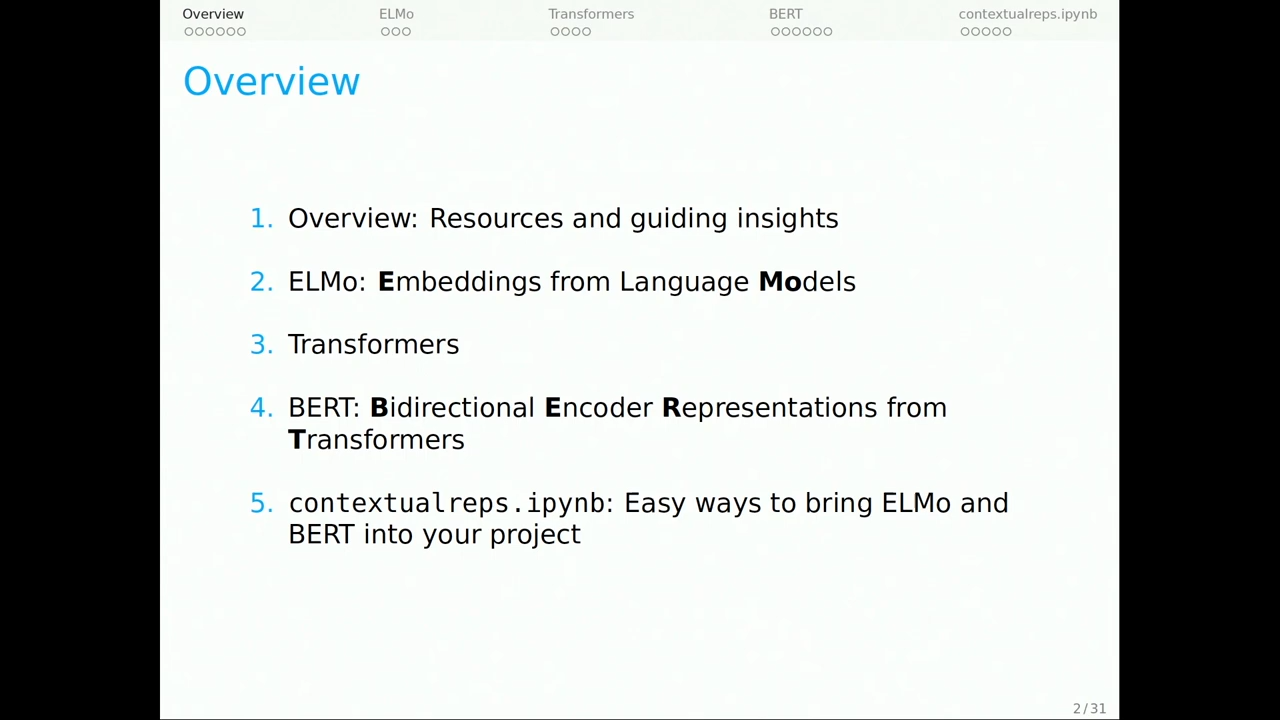 Overview ELMo Transformers BERT contextualreps.ipynb
Overview
1. Overview: Resources and guiding insights
2. ELMo: Embeddings from Language Models
3. Transformers
4. BERT: Bidirectional Encoder Representations from
Transformers
5. contextualreps.ipynb: Easy ways to bring ELMo and
BERT into your project
2 / 31